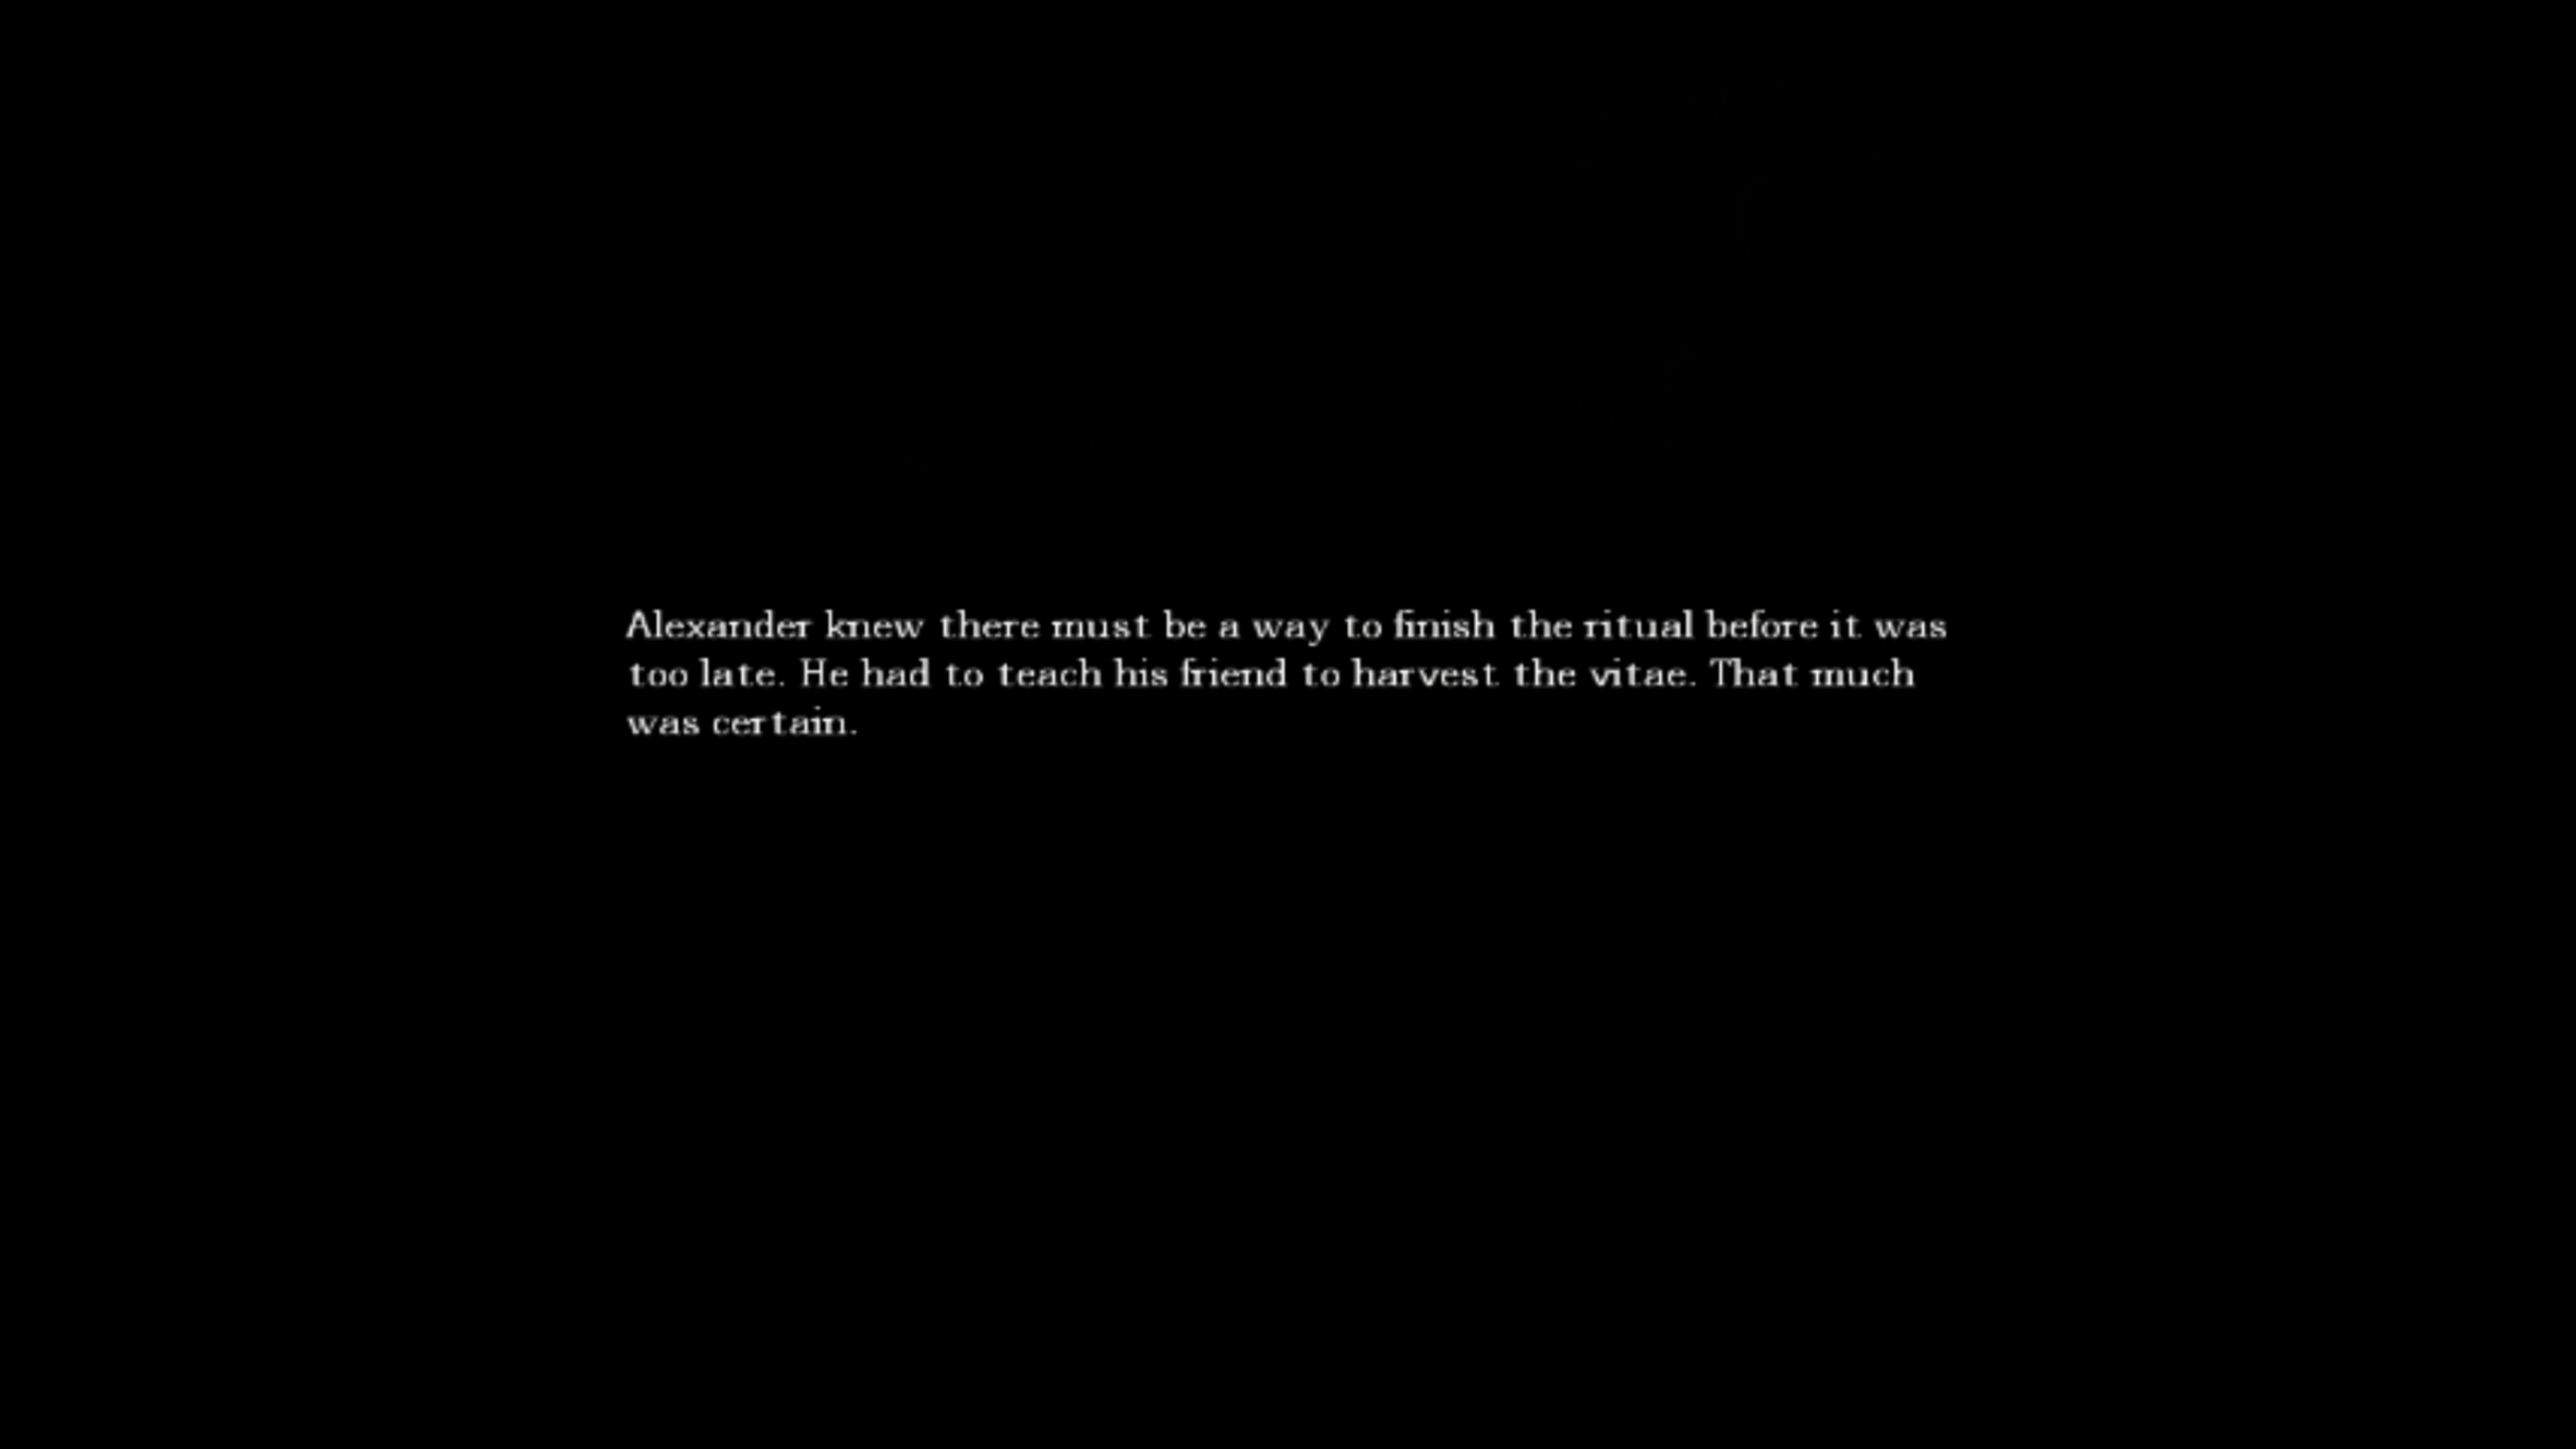 Alexander knew there must be a way to finish the ritual before it was
too late. He had to teach his friend to harvest the vitae. That much
was certain.